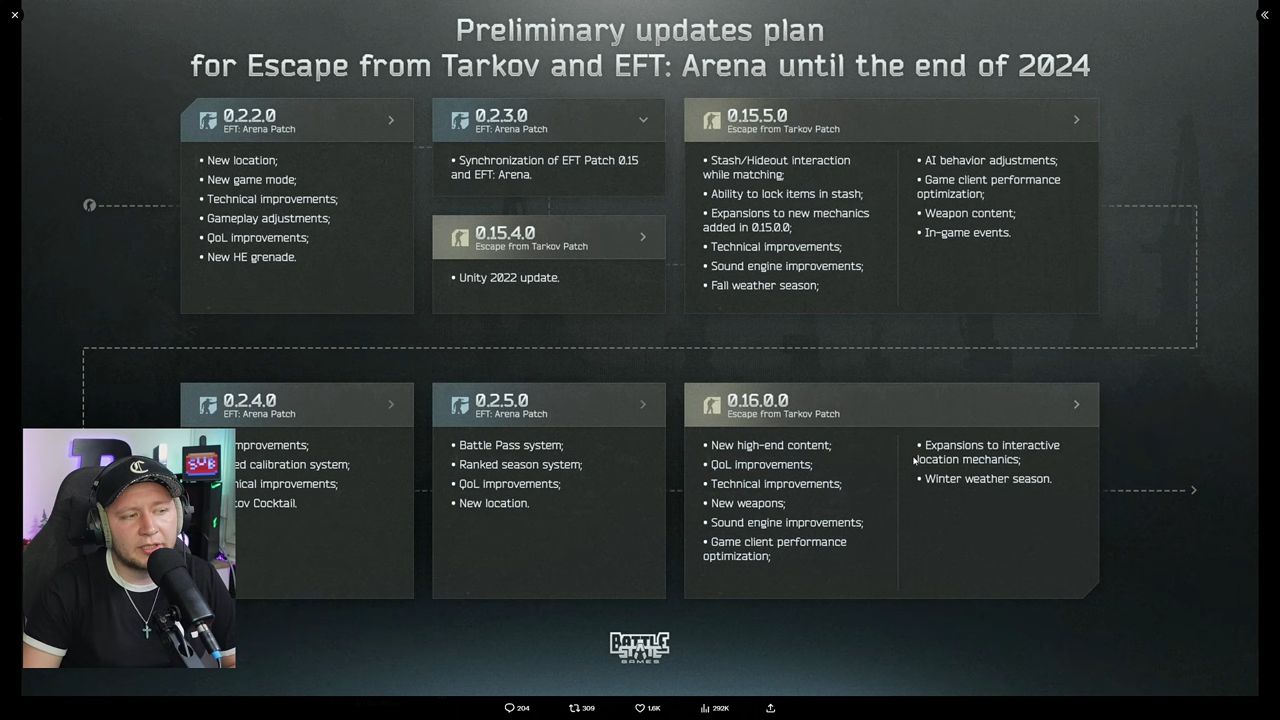 Preliminary updates plan
for Escape from Tarkov and EFT: Arena until the end of 2024
0.2.2.0
EFT: Arena Patch
• New location;
• New game mode;
• Technical improvements;
• Gameplay adjustments;
• QoL improvements;
• New HE grenade.
0.2.3.0
EFT: Arena Patch
• Synchronization of EFT Patch 0.15
and EFT: Arena.
0.15.4.0
Escape from Tarkov Patch
• Unity 2022 update.
0.15.5.0
Escape from Tarkov Patch
• Stash/Hideout interaction
while matching;
• Ability to lock items in stash;
• Expansions to new mechanics
added in 0.15.0.0;
• Technical improvements;
• Sound engine improvements;
• Fall weather season;
• AI behavior adjustments;
• Game client performance
optimization;
• Weapon content;
• In-game events.
0.2.4.0
EFT: Arena Patch
mprovements;
ed calibration system;
nical improvements;
ov Cocktail.
0.2.5.0
EFT: Arena Patch
• Battle Pass system;
• Ranked season system;
• QoL improvements;
• New location.
0.16.0.0
Escape from Tarkov Patch
• New high-end content;
• QoL improvements;
• Technical improvements;
• New weapons;
• Sound engine improvements;
• Game client performance
optimization;
• Expansions to interactive
location mechanics;
• Winter weather season.
SUB
C
BATTLE
STATE
GAMES
204
309
1.6K
292K